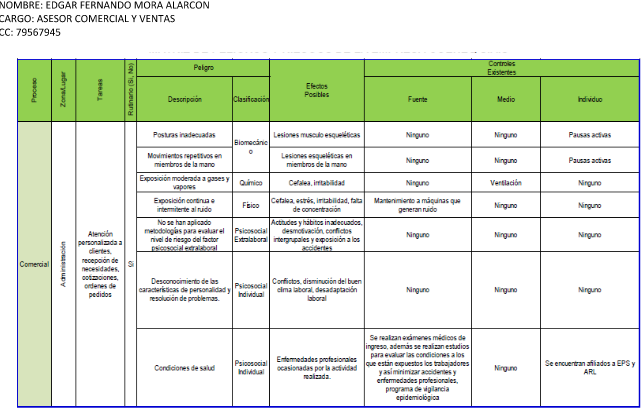 NOMBRE: EDGAR FERNANDO MORA ALARCON
CARGO: ASESOR COMERCIAL Y VENTAS
CC: 79567945
Proceso
Zona/Lugar
Tareas
Rutinario (Si, No)
Peligro
Descripción
Clasificación
Efectos
Posibles
Controles
Existentes
Fuente
Medio
Individuo
Comercial
Administración
Atención
personalizada a
clientes,
recepción de
necesidades,
cotizaciones,
ordenes de
pedidos
Si
Posturas inadecuadas
Biomecánic
o
Lesiones musculo esqueléticas
Ninguno
Ninguno
Pausas activas
Movimientos repetitivos en
miembros de la mano
Lesiones esqueléticas en
miembros de la mano
Ninguno
Ninguno
Pausas activas
Exposición moderada a gases y
vapores
Químico
Cefalea, irritabilidad
Ninguno
Ventilación
Ninguno
Exposición continua e
intermitente al ruido
Físico
Cefalea, estrés, irritabilidad, falta
de concentración
Mantenimiento a máquinas que
generan ruido
Ninguno
Ninguno
No se han aplicado
metodologías para evaluar el
nivel de riesgo del factor
psicosocial extralaboral
Psicosocial
Extralaboral
Actitudes y hábitos inadecuados,
desmotivación, conflictos
intergrupales y exposición a los
accidentes
Ninguno
Ninguno
Ninguno
Desconocimiento de las
características de personalidad y
resolución de problemas.
Psicosocial
Individual
Conflictos, disminución del buen
clima laboral, desadaptación
laboral
Ninguno
Ninguno
Ninguno
Condiciones de salud
Psicosocial
Individual
Enfermedades profesionales
ocasionadas por la actividad
realizada.
Se realizan exámenes médicos de
ingreso, además se realizan estudios
para evaluar las condiciones a los
que están expuestos los trabajadores
y así minimizar accidentes y
enfermedades profesionales,
programa de vigilancia
epidemiológica
Ninguno
Se encuentran afiliados a EPS y
ARL